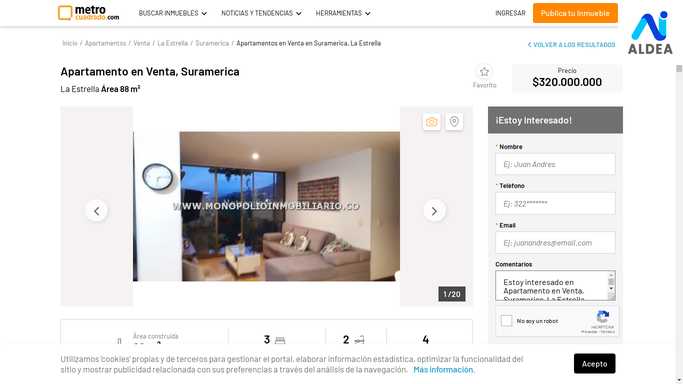 metro
cuadrado.com
BUSCAR INMUEBLES
NOTICIAS Y TENDENCIAS
HERRAMIENTAS
INGRESAR
Publica tu Inmueble
ALDEA
Inicio / Apartamentos / Venta / La Estrella / Suramerica / Apartamentos en Venta en Suramerica, La Estrella
VOLVER A LOS RESULTADOS
Apartamento en Venta, Suramerica
La Estrella Área 88 m²
Favorito
Precio
$320.000.000
WWW.MONOPOLIOINMOBILIARIO.CO
1 / 20
¡Estoy Interesado!
* Nombre
Ej: Juan Andres
* Teléfono
Ej: 322*******
* Email
Ej: juanandres@email.com
Comentarios
Estoy interesado en
Apartamento en Venta,
Suramerica, La Estrella
No soy un robot
reCAPTCHA
Privacidad - Términos
Área construida
3
2
4
Utilizamos 'cookies' propias y de terceros para gestionar el portal, elaborar información estadística, optimizar la funcionalidad del
sitio y mostrar publicidad relacionada con sus preferencias a través del análisis de la navegación. Más información.
Acepto